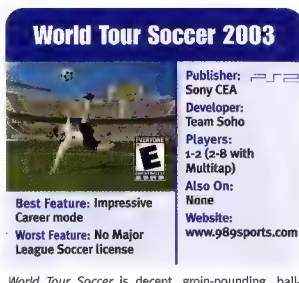 World Tour Soccer 2003
EVERYONE
E
Best Feature: Impressive
Career mode
Worst Feature: No Major
League Soccer license
Publisher: PS2
Sony CEA
Developer:
Team Soho
Players:
1-2 (2-8 with
Multitap)
Also On:
None
Website:
www.989sports.com
World Tour Soccer is decent, groin-pounding, ball-